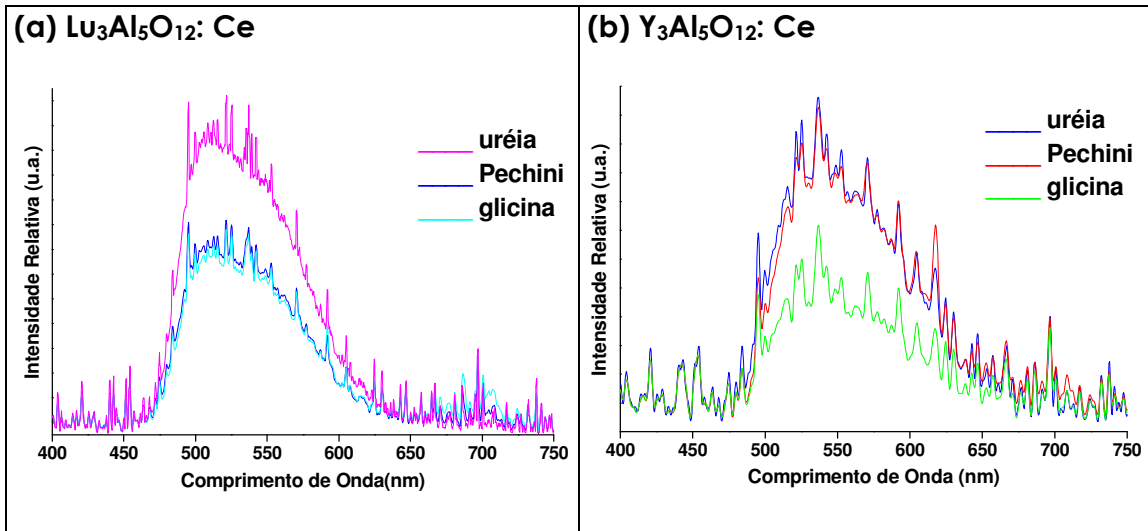 (a) Lu₃Al₅O₁₂: Ce
Intensidade Relativa (u.a.)
uréia
Pechini
glicina
400 450 500 550 600 650 700 750
Comprimento de Onda(nm)
(b) Y₃Al₅O₁₂: Ce
Intensidade Relativa (u.a.)
uréia
Pechini
glicina
400 450 500 550 600 650 700 750
Comprimento de Onda (nm)